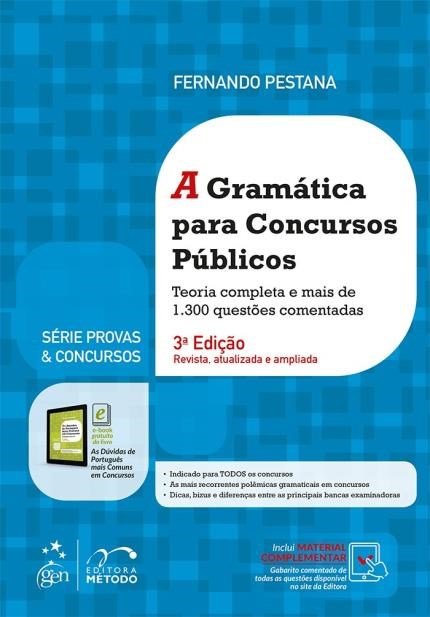 FERNANDO PESTANA
A Gramática
para Concursos
Públicos
Teoria completa e mais de
1.300 questões comentadas
3ª Edição
Revista, atualizada e ampliada
SÉRIE PROVAS
& CONCURSOS
e-book
gratuito
do livro
As Dúvidas de
Português
mais Comuns
em Concursos
• Indicado para TODOS os concursos
• As mais recorrentes polêmicas gramaticais em concursos
• Dicas, bizus e diferenças entre as principais bancas examinadoras
Inclui MATERIAL
COMPLEMENTAR
Gabarito comentado de
todas as questões disponível
no site da Editora
gen
EDITORA
MÉTODO